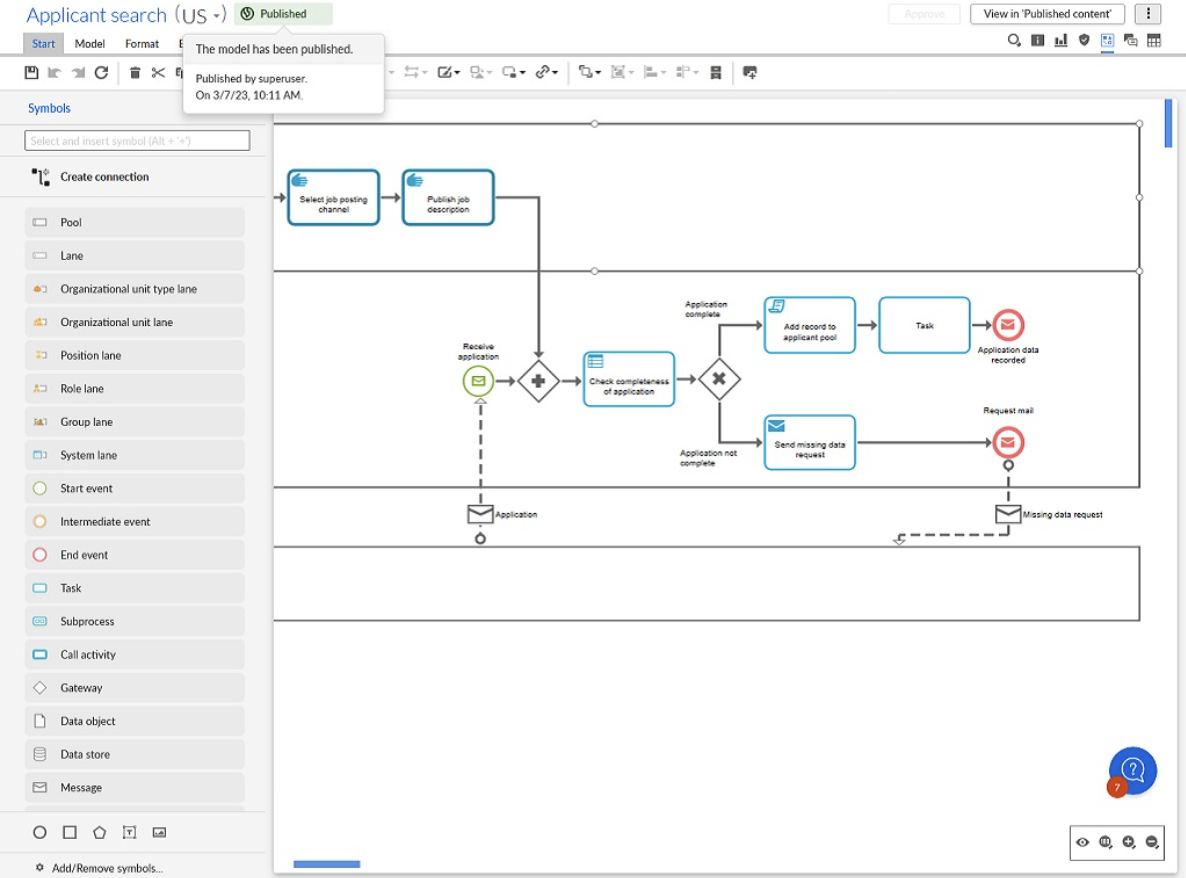 Applicant search (US -)
Published
Approve
View in 'Published content'
Start
Model
Format
E
The model has been published.
Published by superuser.
On 3/7/23, 10:11 AM.
Symbols
Select and insert symbol (Alt + '+')
Create connection
Pool
Lane
Organizational unit type lane
Organizational unit lane
Position lane
Role lane
Group lane
System lane
Start event
Intermediate event
End event
Task
Subprocess
Call activity
Gateway
Data object
Data store
Message
Add/Remove symbols...
Select job posting
channel
Publish job
description
Receive
application
Check completeness
of application
Application
complete
Add record to
applicant pool
Task
Application data
recorded
Application not
complete
Send missing data
request
Request mail
Application
Missing data request
?
7